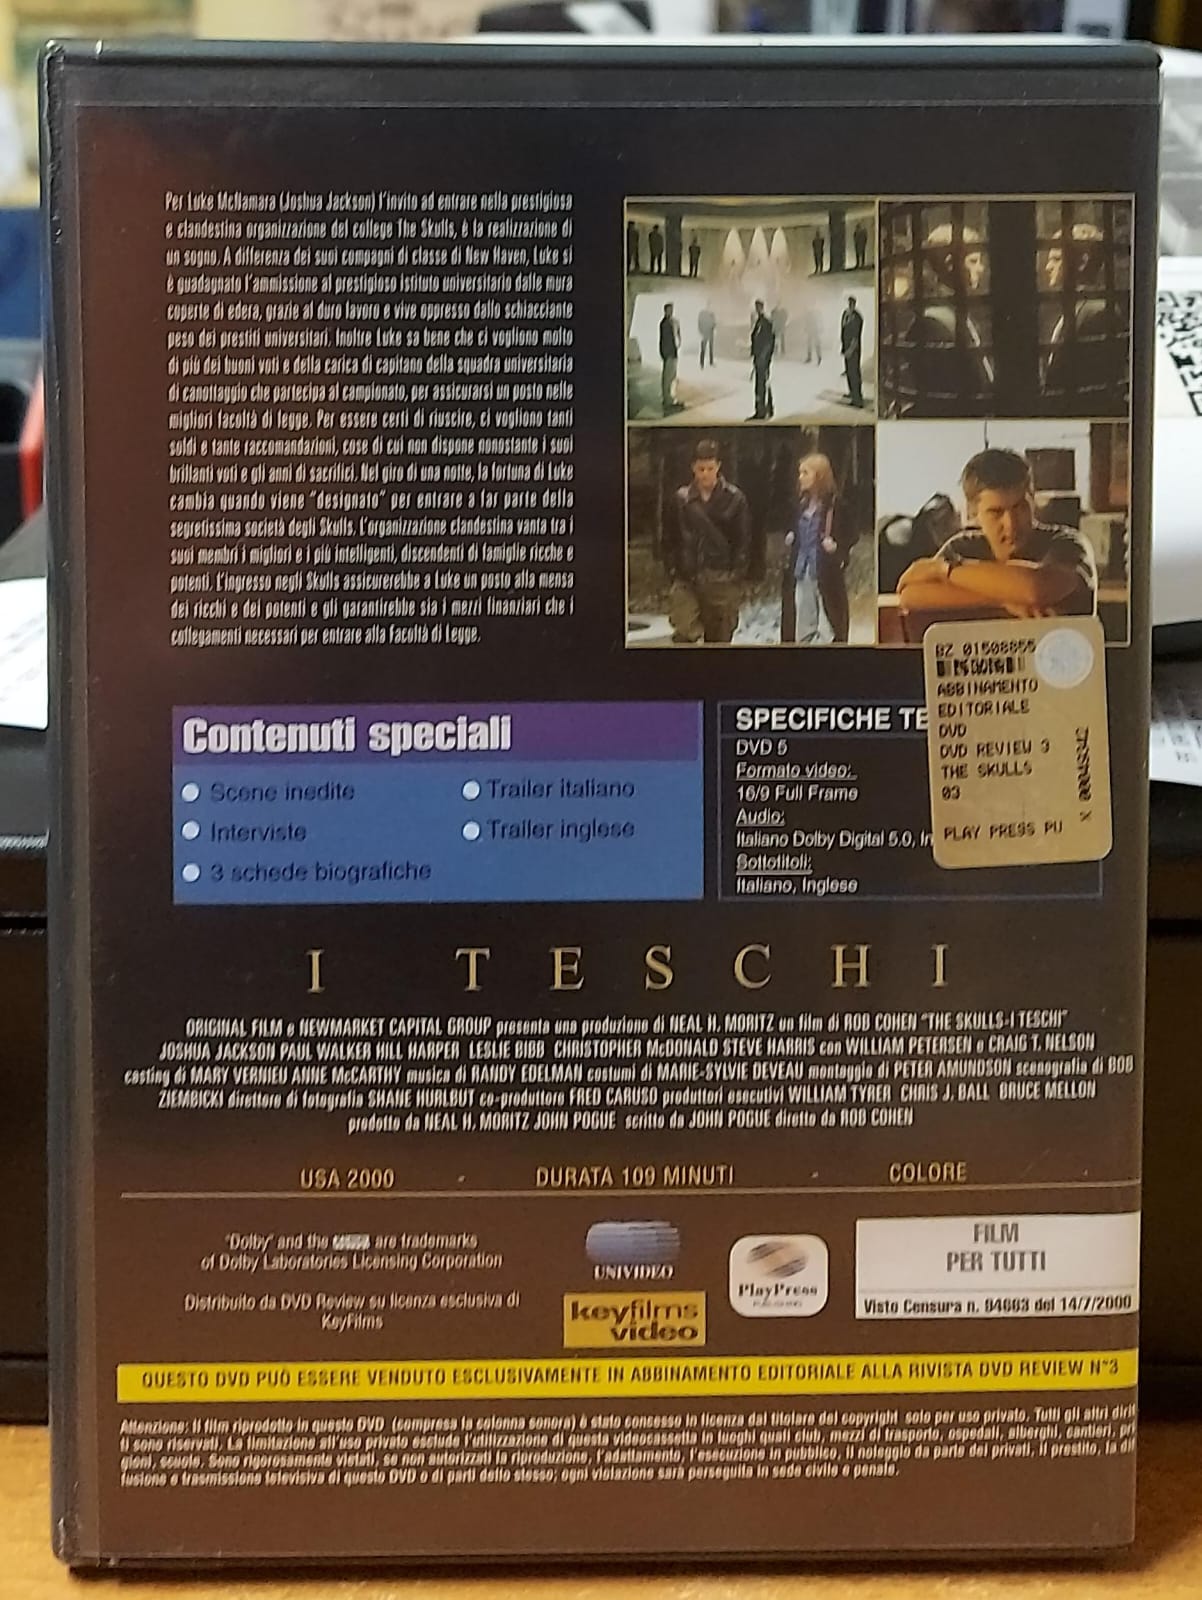 Per Luke McNamara (Joshua Jackson) l'invito ad entrare nella prestigiosa
e clandestina organizzazione del college The Skulls, è la realizzazione di
un sogno. A differenza dei suoi compagni di classe di New Haven, Luke si
è guadagnato l'ammissione al prestigioso istituto universitario dalle mura
coperte di edera, grazie al duro lavoro e vive oppresso dallo schiacciante
peso dei prestiti universitari. Inoltre Luke sa bene che ci vogliono molto
di più dei buoni voti e della carica di capitano della squadra universitaria
di canottaggio che partecipa al campionato, per assicurarsi un posto nelle
migliori facoltà di legge. Per essere certi di riuscire, ci vogliono tanti
soldi e tante raccomandazioni, cose di cui non dispone nonostante i suoi
brillanti voti e gli anni di sacrifici. Nel giro di una notte, la fortuna di Luke
cambia quando viene "designato" per entrare a far parte della
segretissima società degli Skulls. L'organizzazione clandestina vanta tra i
suoi membri i migliori e i più intelligenti, discendenti di famiglie ricche e
potenti. L'ingresso negli Skulls assicurerebbe a Luke un posto alla mensa
dei ricchi e dei potenti e gli garantirebbe sia i mezzi finanziari che i
collegamenti necessari per entrare alla Facoltà di Legge.
Contenuti speciali
Scene inedite
Interviste
3 schede biografiche
Trailer italiano
Trailer inglese
SPECIFICHE TE
DVD 5
Formato video:
16/9 Full Frame
Audio:
Italiano Dolby Digital 5.0, In
Sottotitoli:
Italiano, Inglese
BZ 01508855
ABBINAMENTO
EDITORIALE
DVD
DVD REVIEW 3
THE SKULLS
03
PLAY PRESS PU
X 0004S342
I TESCHI
ORIGINAL FILM e NEWMARKET CAPITAL GROUP presenta una produzione di NEAL H. MORITZ un film di ROB COHEN "THE SKULLS-I TESCHI"
JOSHUA JACKSON PAUL WALKER HILL HARPER LESLIE BIBB CHRISTOPHER McDONALD STEVE HARRIS con WILLIAM PETERSEN e CRAIG T. NELSON
casting di MARY VERNIEU ANNE McCARTHY musica di RANDY EDELMAN costumi di MARIE-SYLVIE DEVEAU montaggio di PETER AMUNDSON scenografia di BOB
ZIEMBICKI direttore di fotografia SHANE HURLBUT co-produttore FRED CARUSO produttori esecutivi WILLIAM TYRER CHRIS J. BALL BRUCE MELLON
prodotto da NEAL H. MORITZ JOHN POGUE scritto da JOHN POGUE diretto da ROB COHEN
USA 2000 - DURATA 109 MINUTI - COLORE
"Dolby" and the are trademarks
of Dolby Laboratories Licensing Corporation
Distribuito da DVD Review su licenza esclusiva di
KeyFilms
UNIVIDEO
keyfilms
video
PlayPress
PUBLISHING
FILM
PER TUTTI
Visto Censura n. 94663 del 14/7/2000
QUESTO DVD PUÒ ESSERE VENDUTO ESCLUSIVAMENTE IN ABBINAMENTO EDITORIALE ALLA RIVISTA DVD REVIEW N°3
Attenzione: il film riprodotto in questo DVD (compresa la colonna sonora) è stato concesso in licenza dal titolare del copyright solo per uso privato. Tutti gli altri dirit
ti sono riservati. La limitazione all'uso privato esclude l'utilizzazione di questa videocassetta in luoghi quali club, mezzi di trasporto, ospedali, alberghi, cantieri, pri
gioni, scuole. Sono rigorosamente vietati, se non autorizzati la riproduzione, l'adattamento, l'esecuzione in pubblico, il noleggio da parte dei privati, il prestito, la dif
fusione e trasmissione televisiva di questo DVD o di parti dello stesso; ogni violazione sarà perseguita in sede civile e penale.